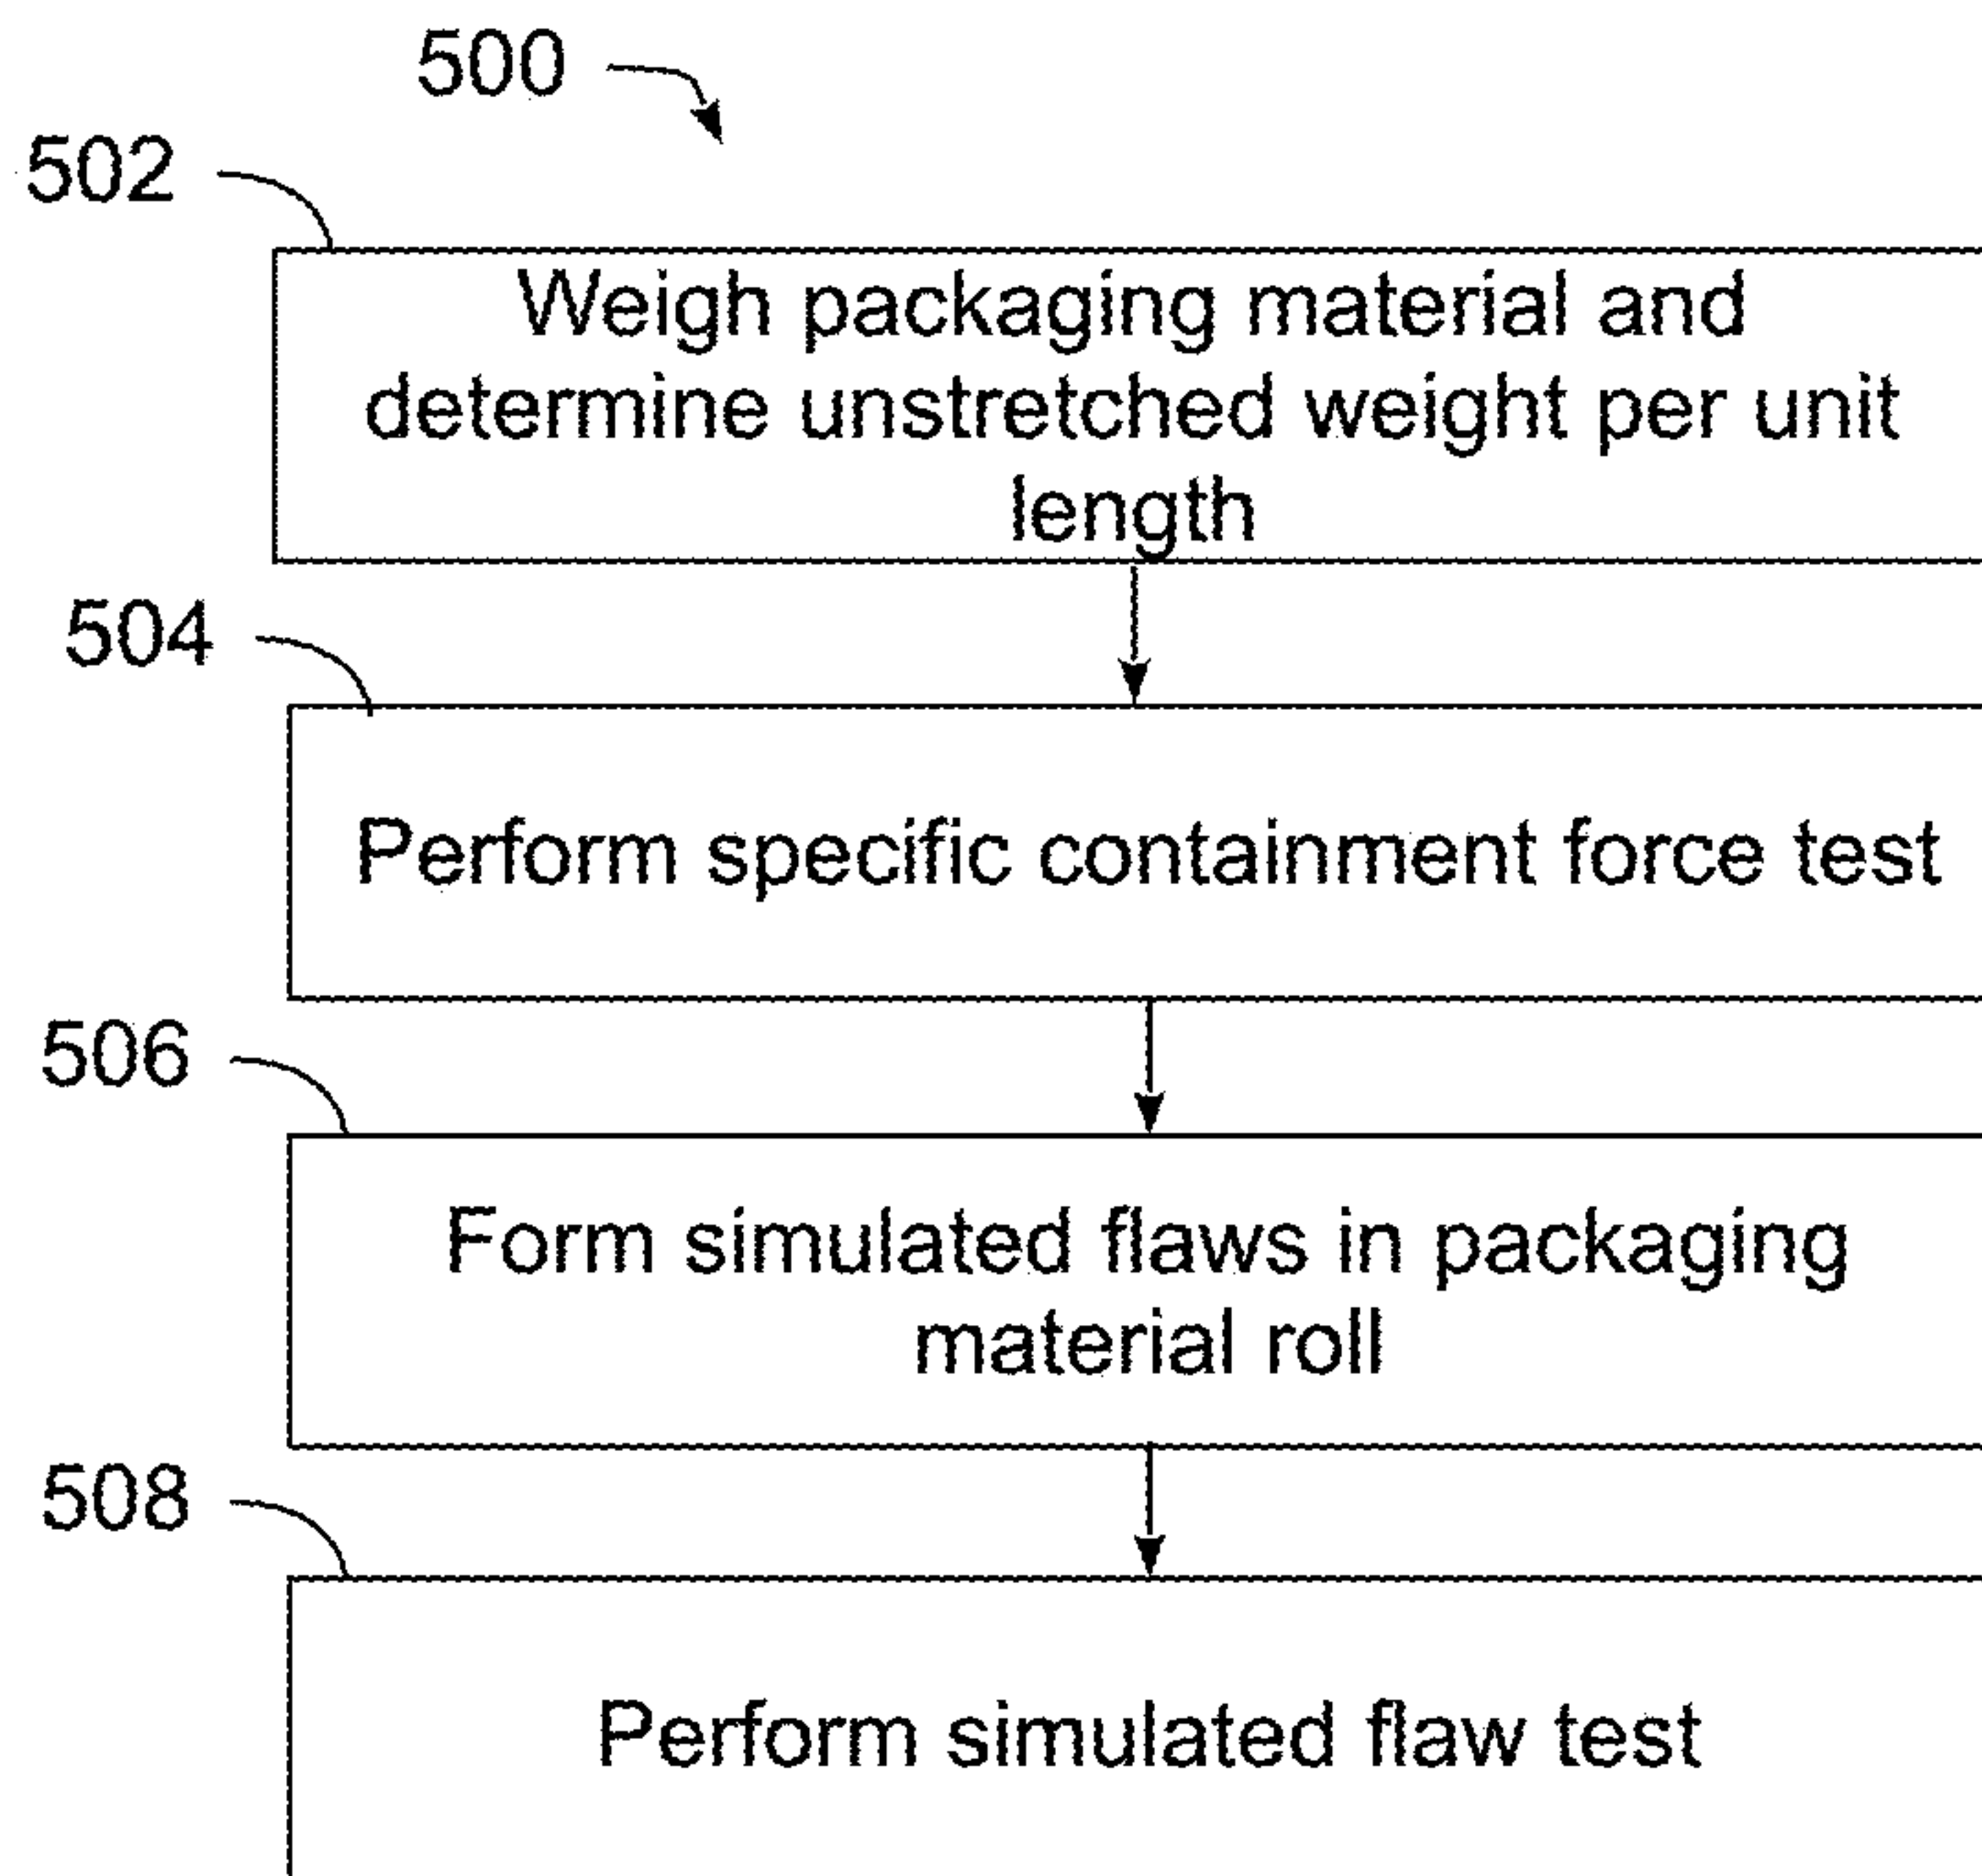 500
502
Weigh packaging material and
determine unstretched weight per unit
length
504
Perform specific containment force test
506
Form simulated flaws in packaging
material roll
508
Perform simulated flaw test